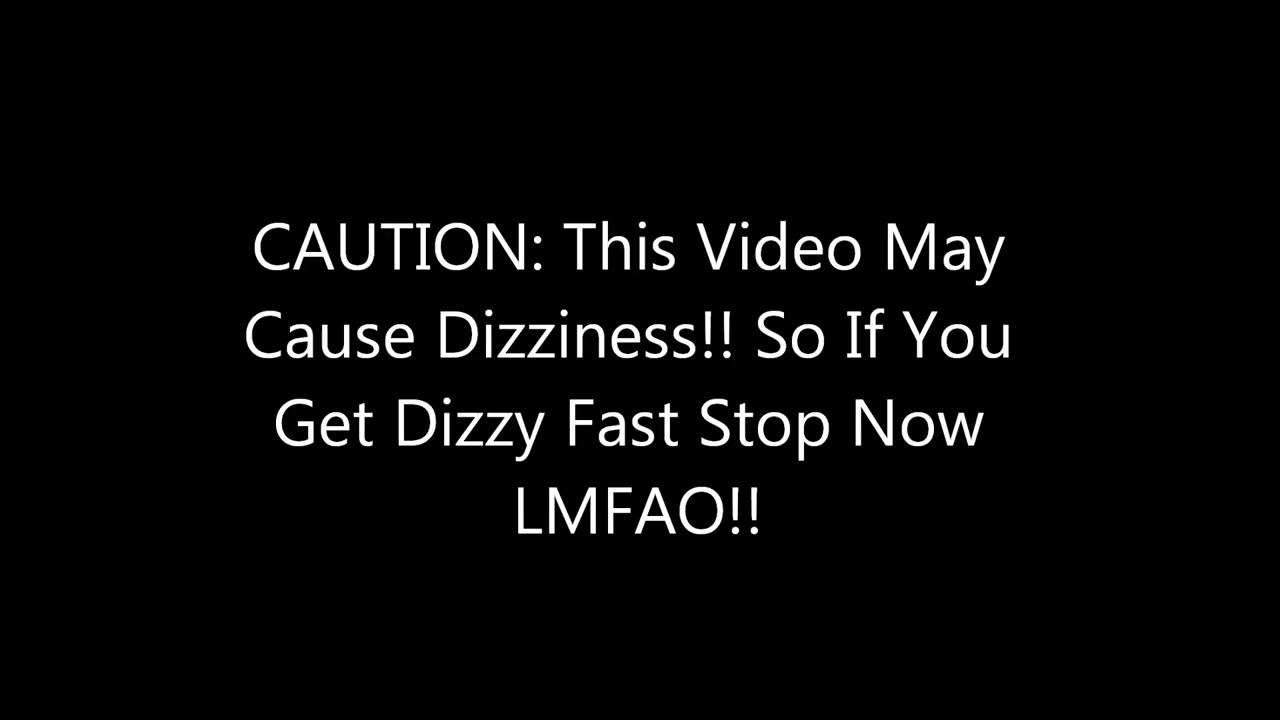 CAUTION: This Video May
Cause Dizziness!! So If You
Get Dizzy Fast Stop Now
LMFAO!!